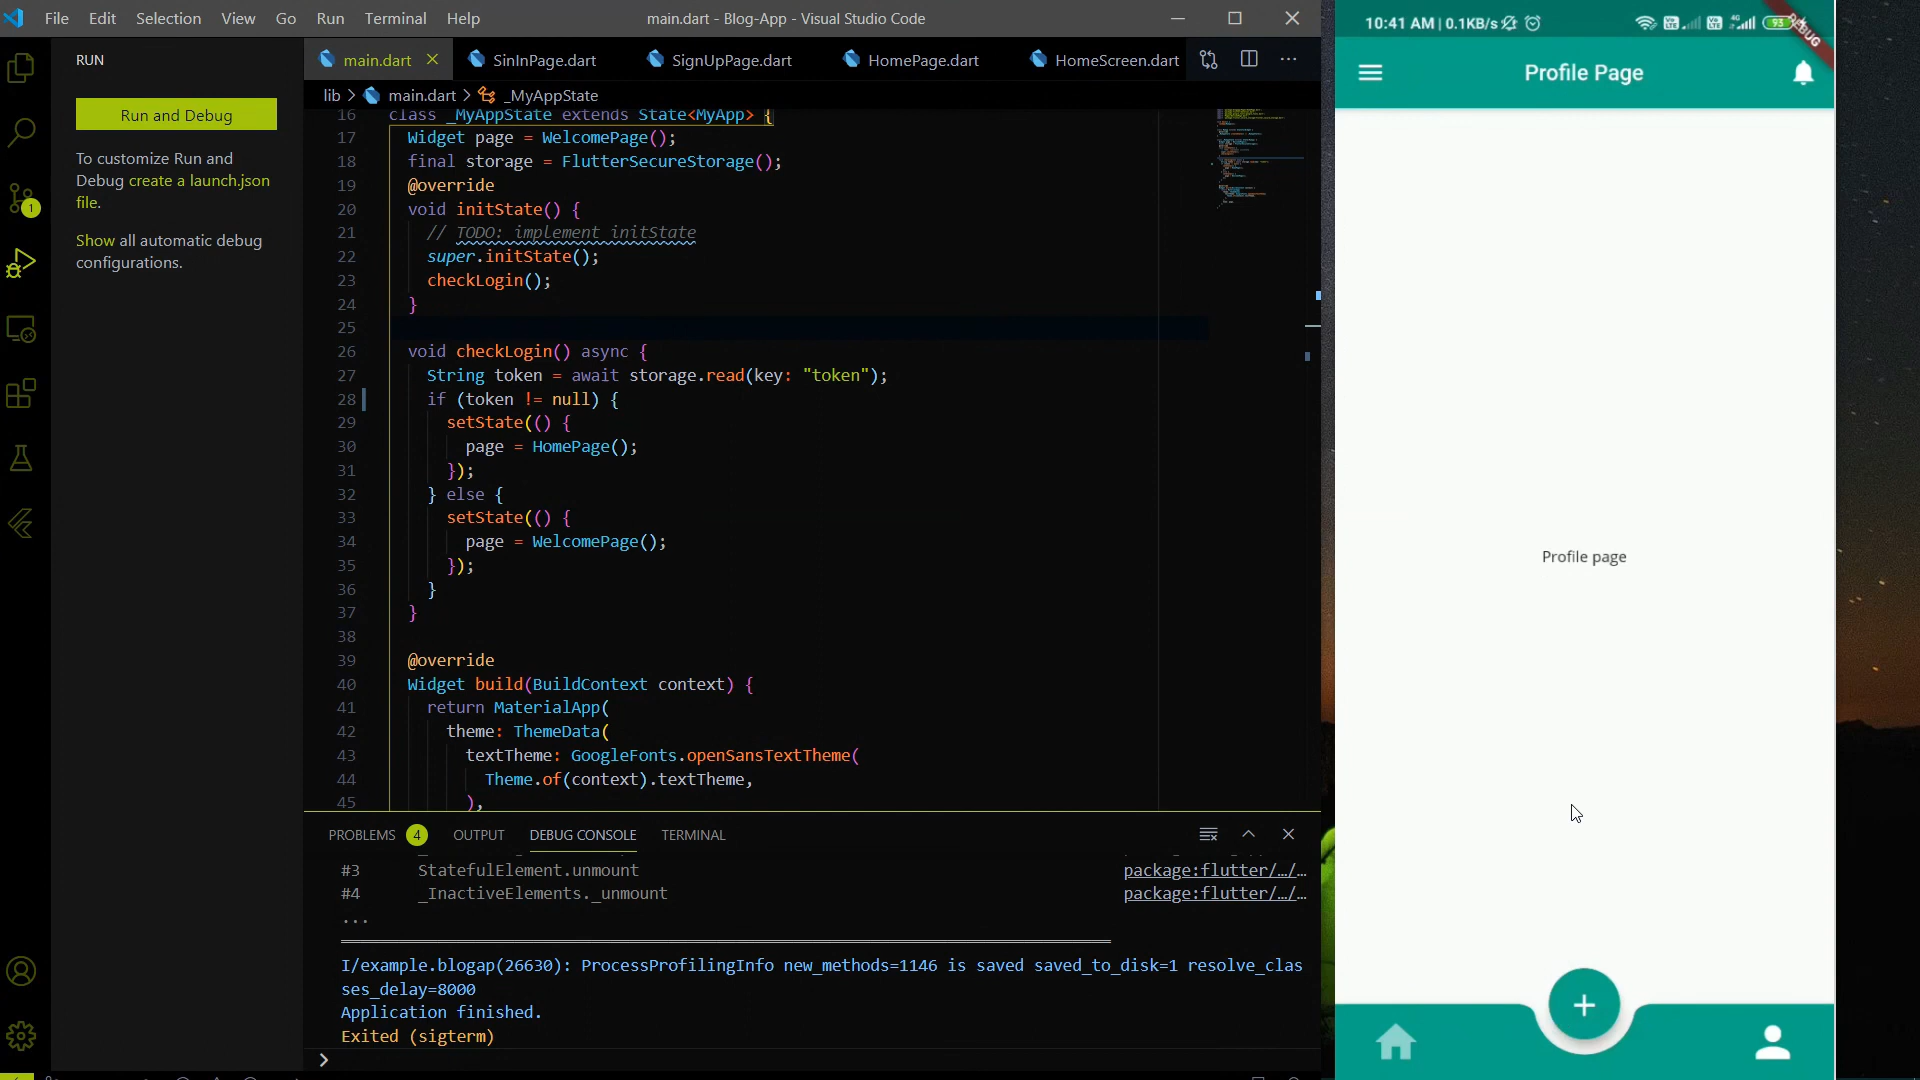 File Edit Selection View Go Run Terminal Help
main.dart - Blog-App - Visual Studio Code
RUN
Run and Debug
To customize Run and
Debug create a launch.json
file.
Show all automatic debug
configurations.
1
main.dart SinInPage.dart SignUpPage.dart HomePage.dart HomeScreen.dart
lib > main.dart > _MyAppState
16 class _MyAppState extends State<MyApp> {
17 Widget page = WelcomePage();
18 final storage = FlutterSecureStorage();
19 @override
20 void initState() {
21 // TODO: implement initState
22 super.initState();
23 checkLogin();
24 }
25
26 void checkLogin() async {
27 String token = await storage.read(key: "token");
28 if (token != null) {
29 setState(() {
30 page = HomePage();
31 });
32 } else {
33 setState(() {
34 page = WelcomePage();
35 });
36 }
37 }
38
39 @override
40 Widget build(BuildContext context) {
41 return MaterialApp(
42 theme: ThemeData(
43 textTheme: GoogleFonts.openSansTextTheme(
44 Theme.of(context).textTheme,
45 ),
PROBLEMS 4 OUTPUT DEBUG CONSOLE TERMINAL
#3 StatefulElement.unmount package:flutter/…/…
#4 _InactiveElements._unmount package:flutter/…/…
...
I/example.blogap(26630): ProcessProfilingInfo new_methods=1146 is saved saved_to_disk=1 resolve_clas
ses_delay=8000
Application finished.
Exited (sigterm)
>
10:41 AM | 0.1KB/s 4G 93
DEBUG
Profile Page
Profile page